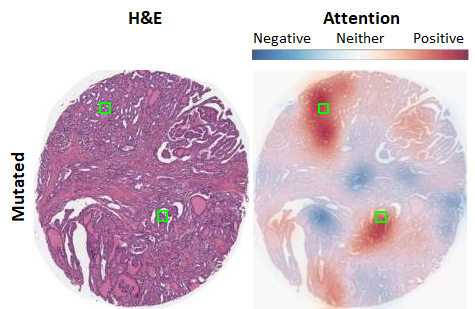 H&E
Attention
Negative Neither Positive
Mutated